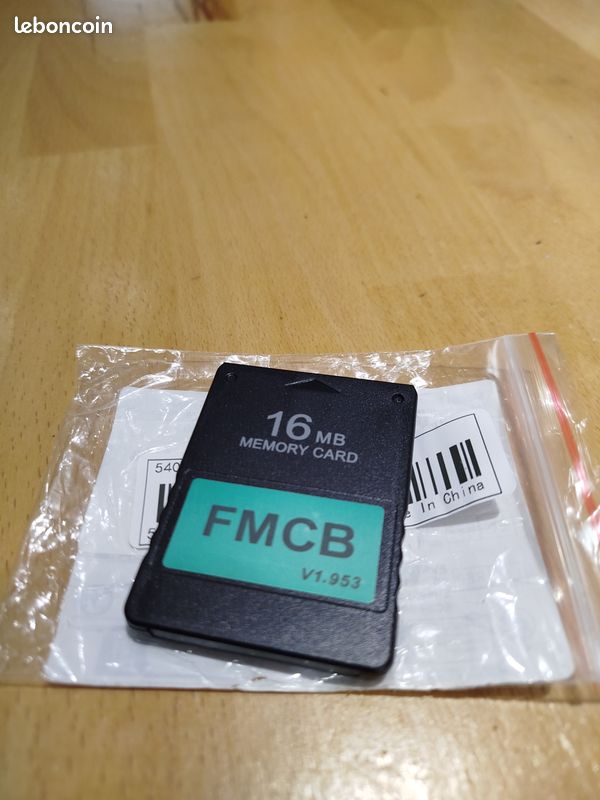 leboncoin
16 MB
MEMORY CARD
540
In China
FMCB
V1.953